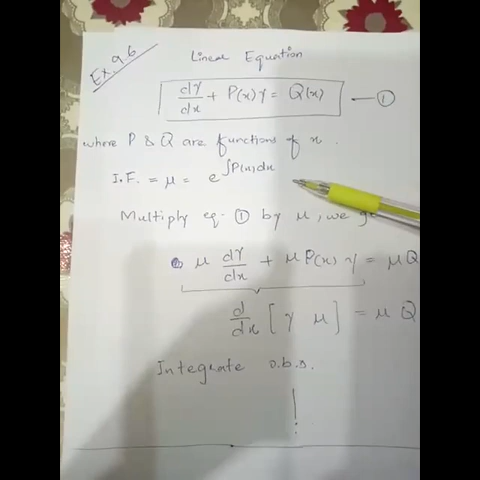 Ex 9.6
Linear Equation
dy/dx + P(x) y = Q(x) — ①
where P & Q are functions of x.
I.F. = μ = e^∫P(x)dx
Multiply eq. ① by μ, we
μ dy/dx + μ P(x) y = μ Q
d/dx [ y μ ] = μ Q
Integrate o.b.s.